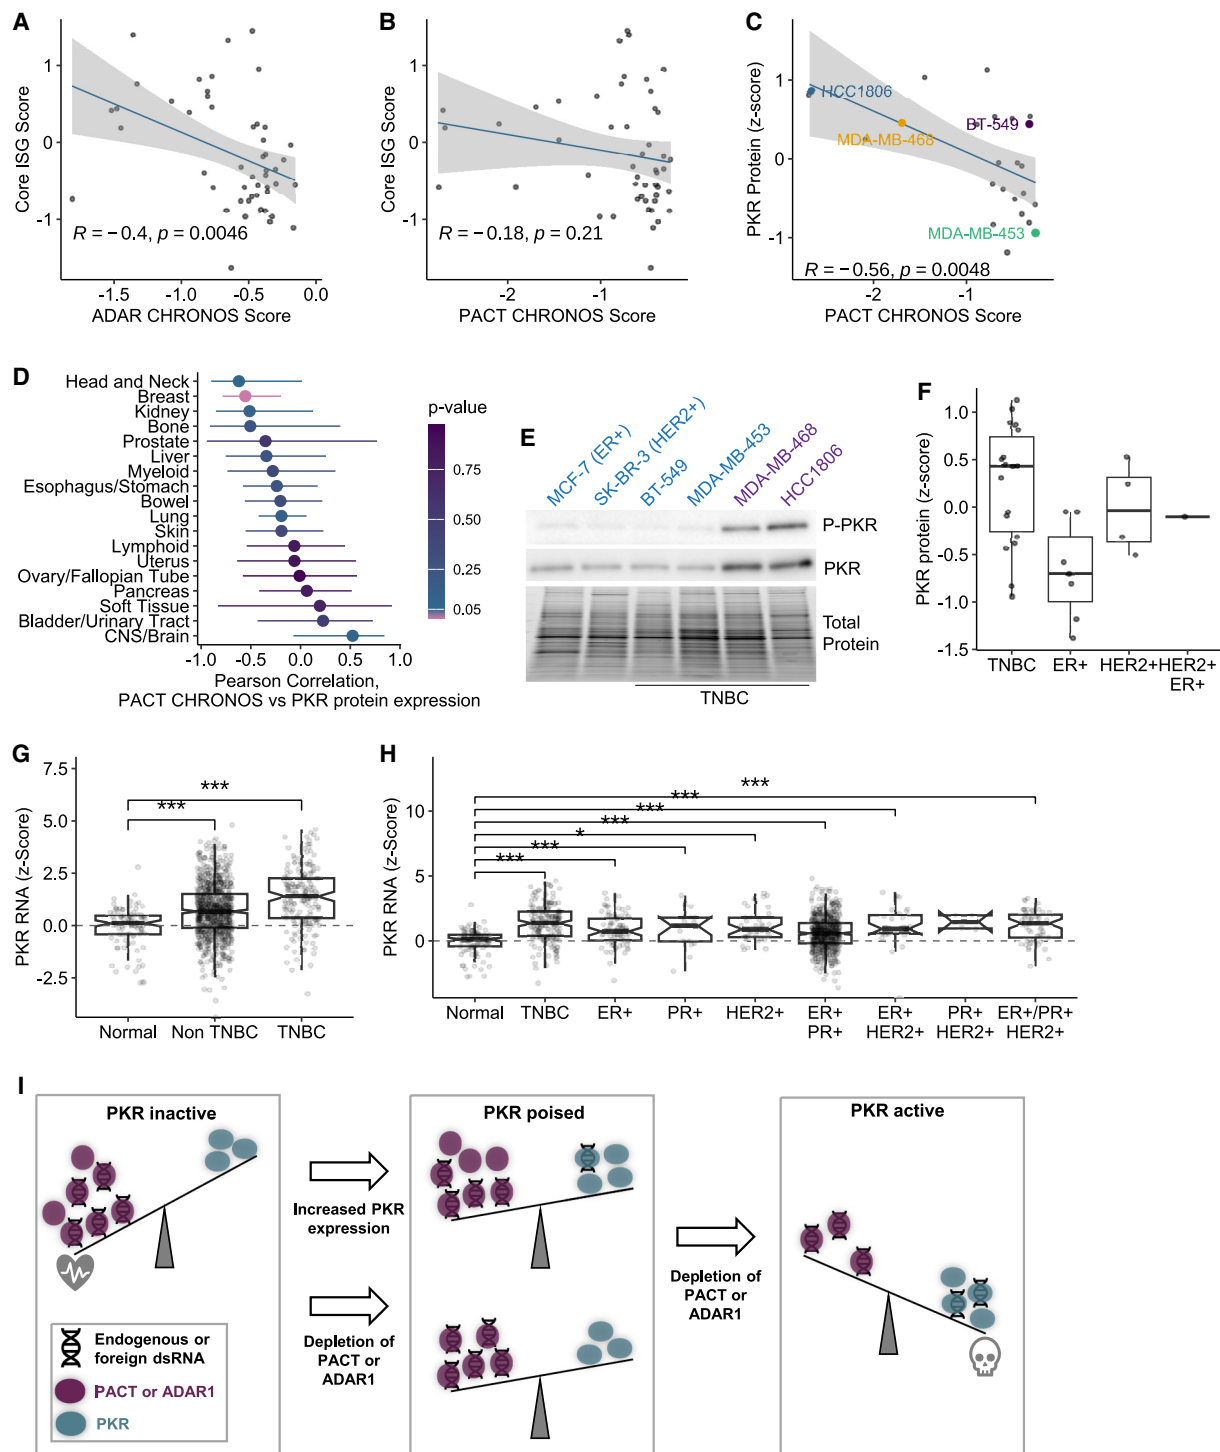 A
1
0
-1
Core ISG Score
R = −0.4, p = 0.0046
-1.5
-1.0
-0.5
0.0
ADAR CHRONOS Score
B
1
0
-1
Core ISG Score
R = −0.18, p = 0.21
-2
-1
PACT CHRONOS Score
C
1
0
-1
PKR Protein (z-score)
HCC1806
BT-549
MDA-MB-468
MDA-MB-453
R = −0.56, p = 0.0048
-2
-1
PACT CHRONOS Score
D
Head and Neck
Breast
Kidney
Bone
Prostate
Liver
Myeloid
Esophagus/Stomach
Bowel
Lung
Skin
Lymphoid
Uterus
Ovary/Fallopian Tube
Pancreas
Soft Tissue
Bladder/Urinary Tract
CNS/Brain
-1.0
-0.5
0.0
0.5
1.0
Pearson Correlation,
PACT CHRONOS vs PKR protein expression
p-value
0.75
0.50
0.25
0.05
E
MCF-7 (ER+)
SK-BR-3 (HER2+)
BT-549
MDA-MB-453
MDA-MB-468
HCC1806
P-PKR
PKR
Total
Protein
TNBC
F
1.0
0.5
0.0
-0.5
-1.0
-1.5
PKR protein (z-score)
TNBC
ER+
HER2+
HER2+
ER+
G
7.5
5.0
2.5
0.0
-2.5
PKR RNA (z-Score)
***
***
Normal
Non TNBC
TNBC
H
10
5
0
PKR RNA (z-Score)
***
***
***
***
*
***
***
Normal
TNBC
ER+
PR+
HER2+
ER+
PR+
ER+
HER2+
PR+
HER2+
ER+/PR+
HER2+
I
PKR inactive
Increased PKR
expression
Depletion of
PACT or
ADAR1
PKR poised
Depletion of
PACT or
ADAR1
PKR active
Endogenous or
foreign dsRNA
PACT or ADAR1
PKR